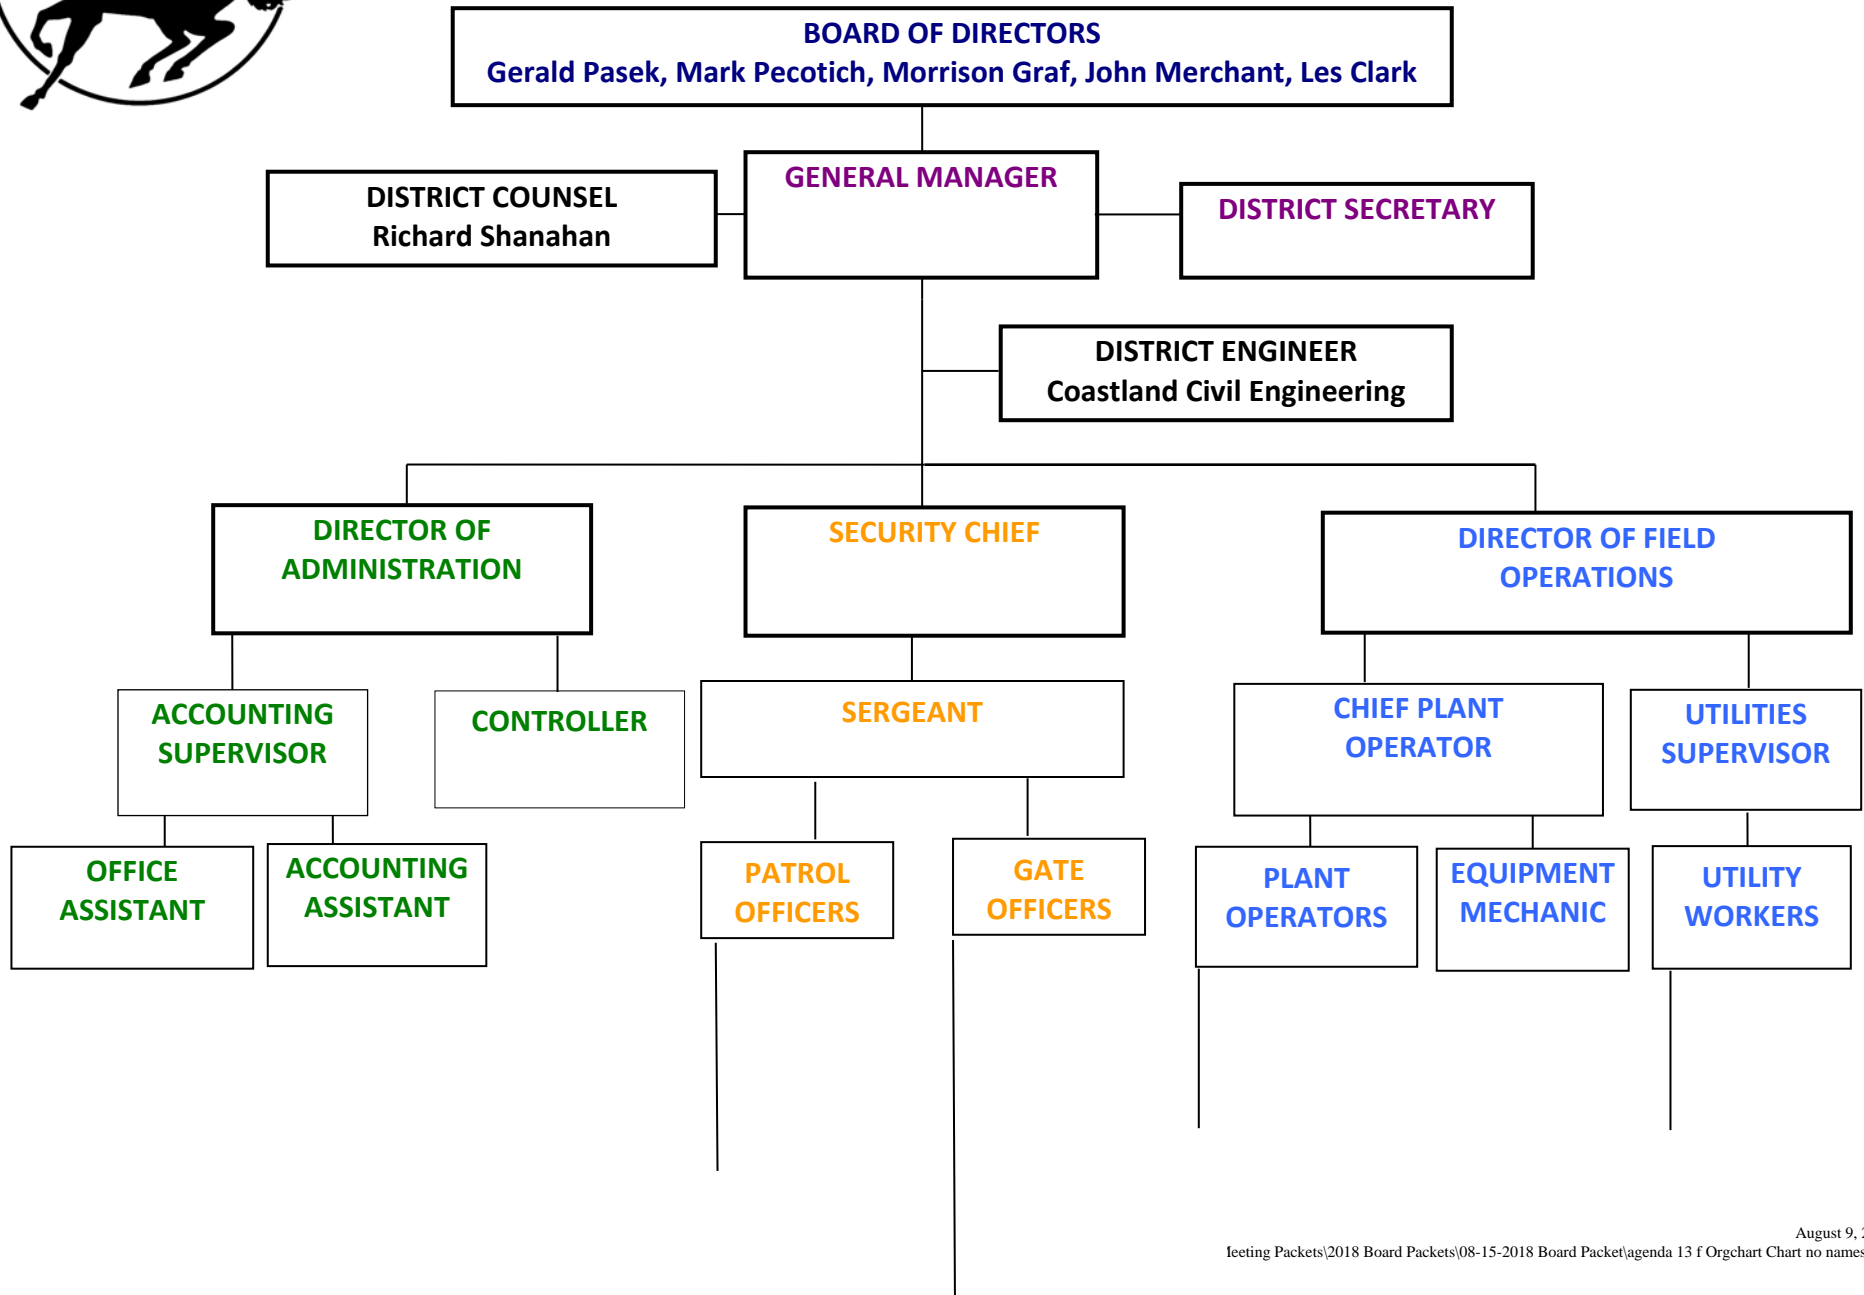 BOARD OF DIRECTORS
Gerald Pasek, Mark Pecotich, Morrison Graf, John Merchant, Les Clark
GENERAL MANAGER
DISTRICT COUNSEL
Richard Shanahan
DISTRICT SECRETARY
DISTRICT ENGINEER
Coastland Civil Engineering
DIRECTOR OF
ADMINISTRATION
SECURITY CHIEF
DIRECTOR OF FIELD
OPERATIONS
ACCOUNTING
SUPERVISOR
CONTROLLER
SERGEANT
CHIEF PLANT
OPERATOR
UTILITIES
SUPERVISOR
OFFICE
ASSISTANT
ACCOUNTING
ASSISTANT
PATROL
OFFICERS
GATE
OFFICERS
PLANT
OPERATORS
EQUIPMENT
MECHANIC
UTILITY
WORKERS
August 9,
Packets\2018 Board Packets\08-15-2018 Board Packet\agenda 13 f Orgchart Chart no names